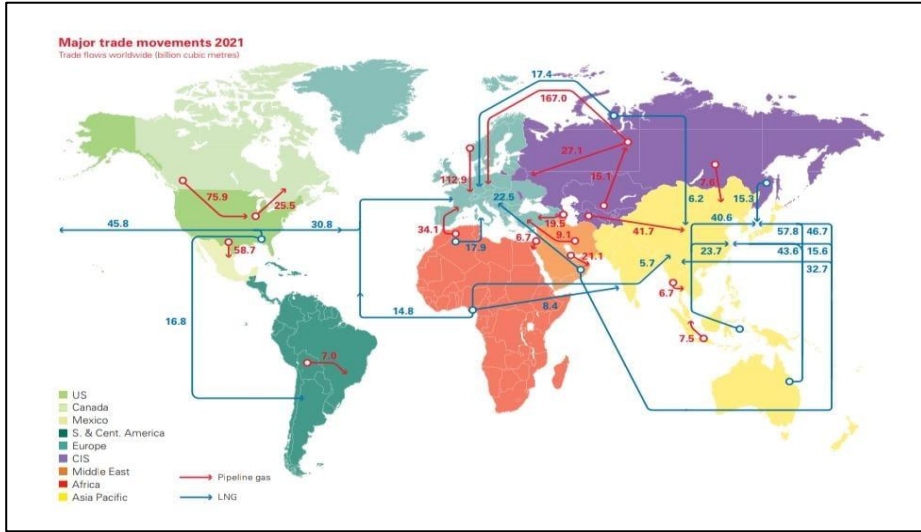 Major trade movements 2021
Trade flows worldwide (billion cubic metres)
17.4
167.0
27.1
112.9
15.1
7.6
75.9
22.5
6.2
15.3
25.5
40.6
45.8
30.8
34.1
19.5
41.7
57.8
46.7
6.7
9.1
58.7
17.9
21.1
5.7
23.7
43.6
15.6
32.7
6.7
14.8
8.4
16.8
7.5
7.0
US
Canada
Mexico
S. & Cent. America
Europe
CIS
Middle East
Africa
Asia Pacific
Pipeline gas
LNG